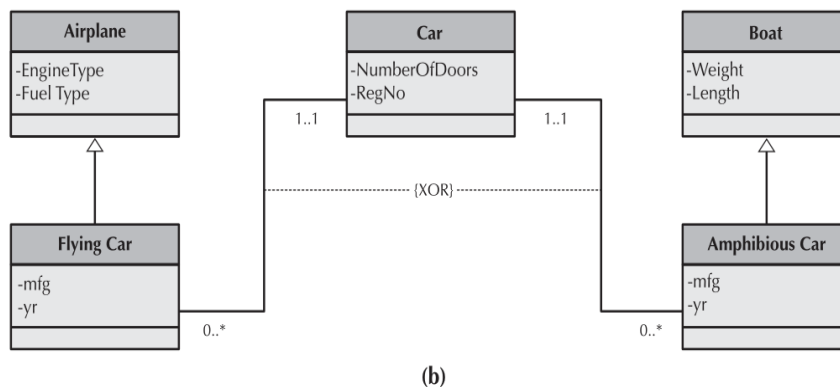 Airplane
-EngineType
-Fuel Type
Car
-NumberOfDoors
-RegNo
Boat
-Weight
-Length
1..1
1..1
{XOR}
Flying Car
-mfg
-yr
0..*
Amphibious Car
-mfg
-yr
0..*
(b)